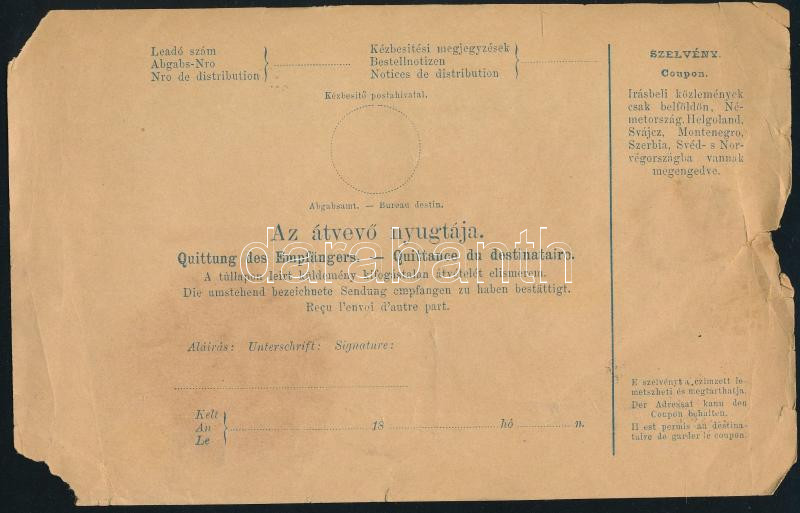 Leadó szám
Abgabs-Nro
Nro de distribution
Kézbesitési megjegyzések
Bestellnotizen
Notices de distribution
Kézbesitő postahivatal.
Abgabsamt. — Bureau destin.
Az átvevő nyugtája.
Quittung des Empfängers. — Quittance du destinataire.
A túllapon leirt küldemény kifogástalan átvételét elismerem.
Die umstehend bezeichnete Sendung empfangen zu haben bestättigt.
Reçu l'envoi d'autre part.
Aláirás: Unterschrift: Signature:
Kelt
An 18 hó n.
Le
SZELVÉNY.
Coupon.
Irásbeli közlemények
csak belföldön, Né-
metország, Helgoland,
Svájcz, Montenegro,
Szerbia, Svéd- s Nor-
végországba vannak
megengedve.
E szelvényt a czimzett le-
metszheti és megtarthatja.
Der Adressat kann den
Coupon behalten.
Il est permis au destina-
taire de garder le coupon.
darabanth